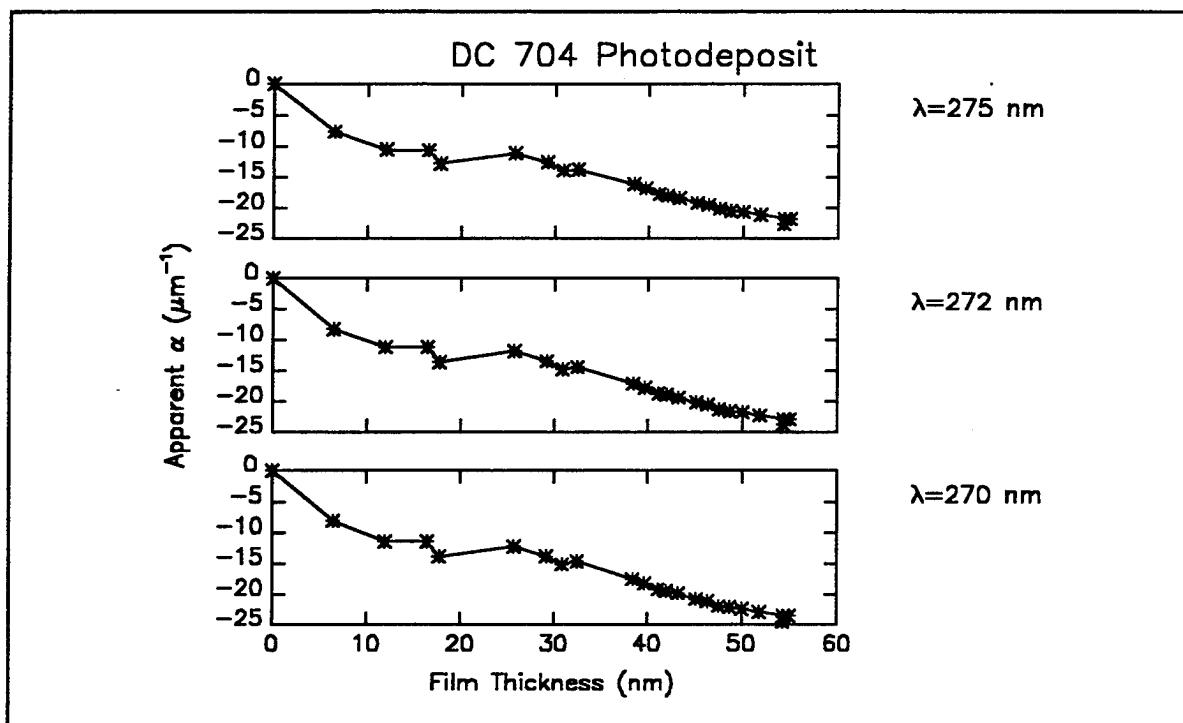 DC 704 Photodeposit
0
-5
-10
-15
-20
-25
λ=275 nm
0
-5
-10
-15
-20
-25
λ=272 nm
Apparent α (μm⁻¹)
0
-5
-10
-15
-20
-25
λ=270 nm
0 10 20 30 40 50 60
Film Thickness (nm)